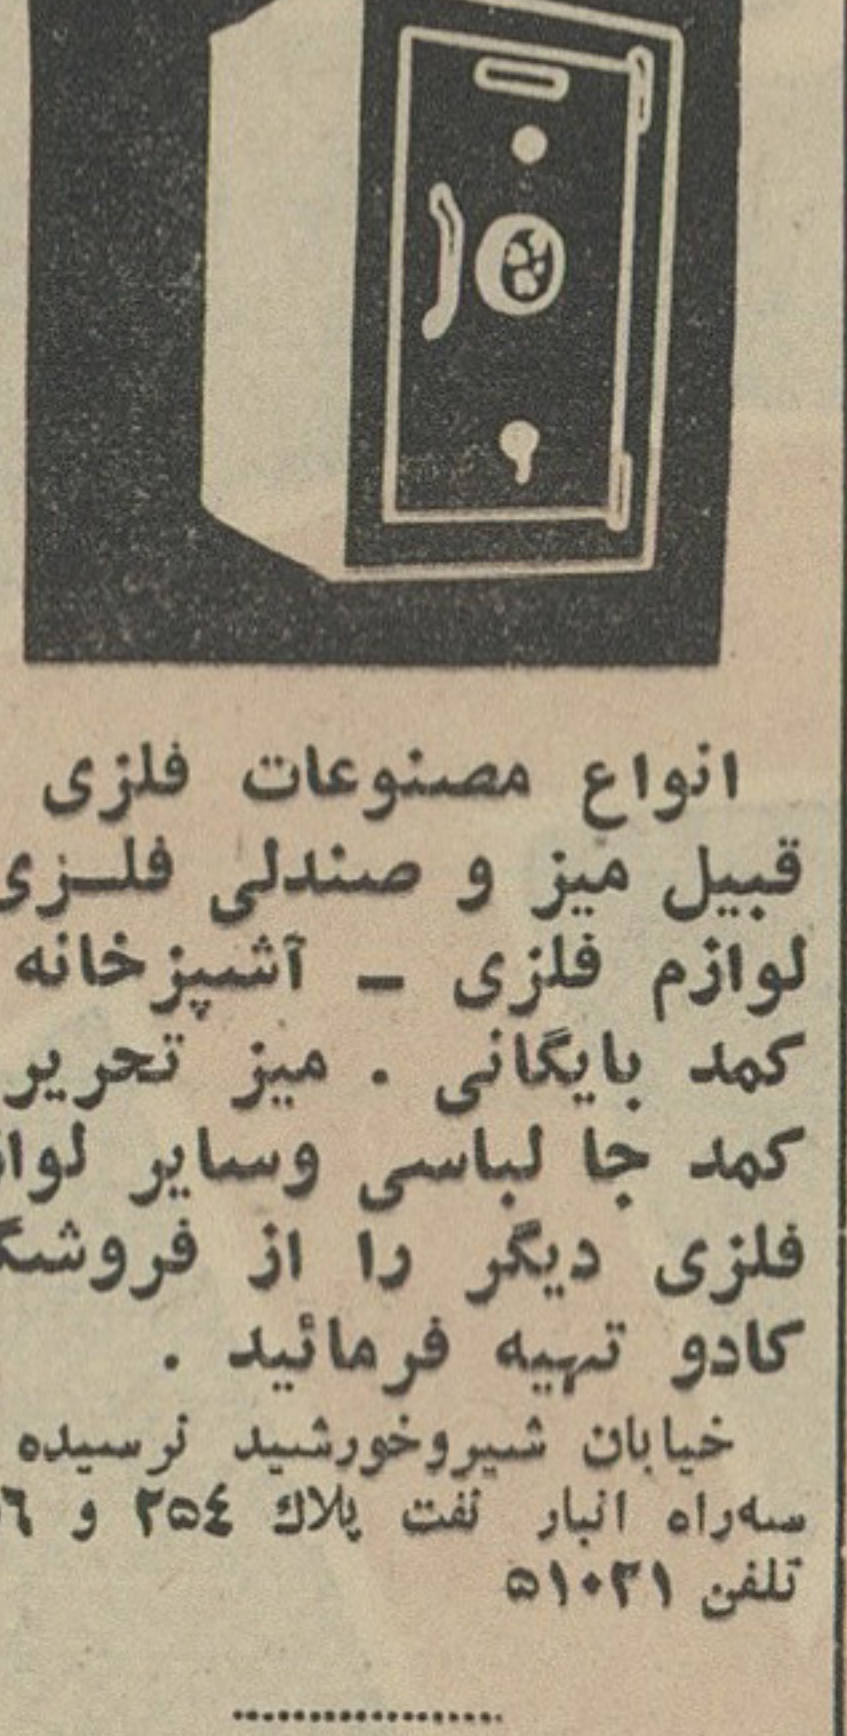 انواع مصنوعات فلزی
قبیل میز و صندلی فلـزی
لوازم فلزی ـ آشپزخانه
کمد بایگانی . میز تحریر
کمد جا لباسی وسایر
فلزی دیگر را از
کادو تهیه فرمائید .
خیابان شیروخورشید نرسیده
سه‌راه انبار نفت پلاك ۲۵٤ و
تلفن ۵۱۰۳۱